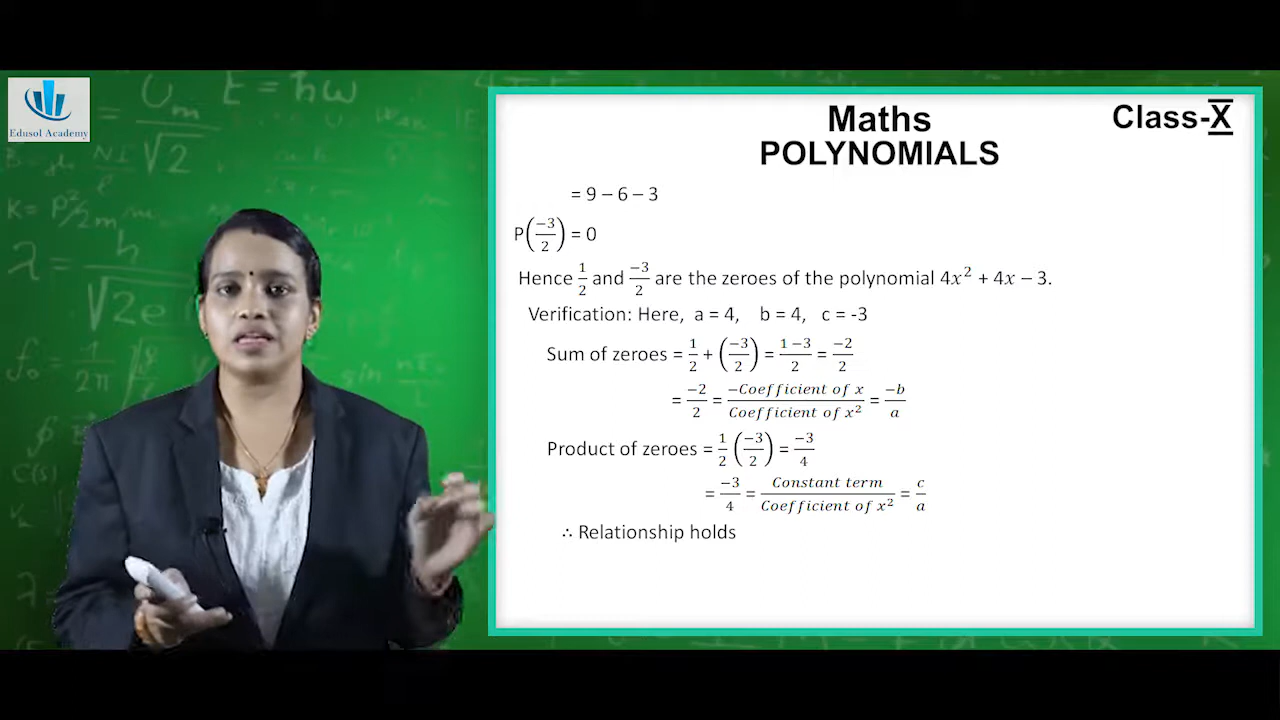 Edusol Academy
Maths
Class-X
POLYNOMIALS
= 9 – 6 – 3
P(-3/2) = 0
Hence 1/2 and -3/2 are the zeroes of the polynomial 4x² + 4x − 3.
Verification: Here, a = 4, b = 4, c = -3
Sum of zeroes = 1/2 + (-3/2) = 1-3/2 = -2/2
= -2/2 = -Coefficient of x/Coefficient of x² = -b/a
Product of zeroes = 1/2 (-3/2) = -3/4
= -3/4 = Constant term/Coefficient of x² = c/a
∴ Relationship holds
E = ħω